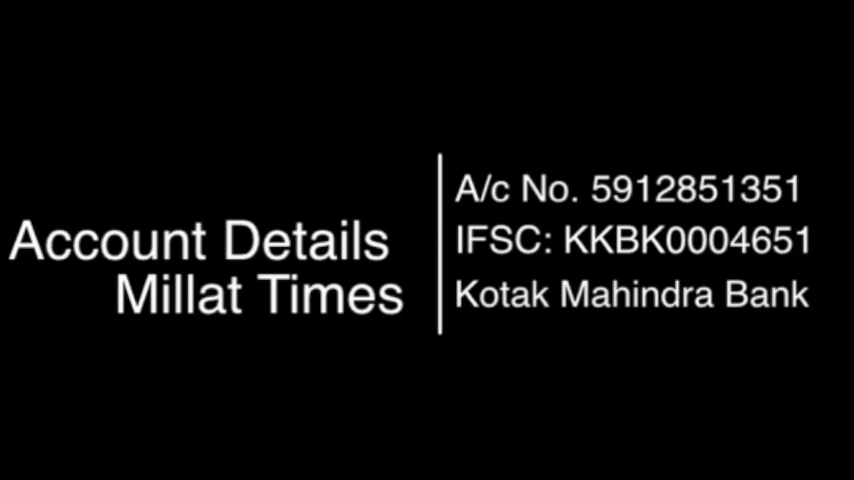 Account Details
Millat Times
A/c No. 5912851351
IFSC: KKBK0004651
Kotak Mahindra Bank